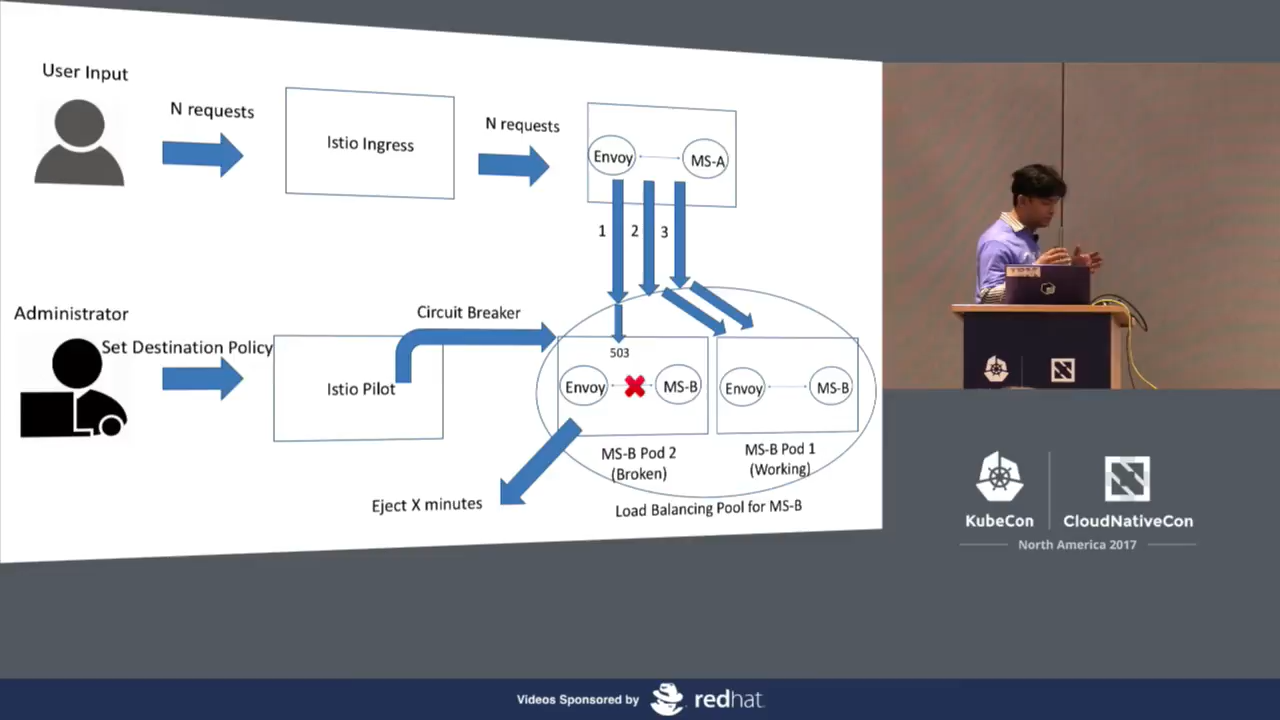 User Input
N requests
Istio Ingress
N requests
Envoy
MS-A
1
2
3
Administrator
Set Destination Policy
Istio Pilot
Circuit Breaker
503
Envoy
MS-B
Envoy
MS-B
MS-B Pod 2
(Broken)
MS-B Pod 1
(Working)
Eject X minutes
Load Balancing Pool for MS-B
KubeCon
CloudNativeCon
North America 2017
Videos Sponsored by
redhat.